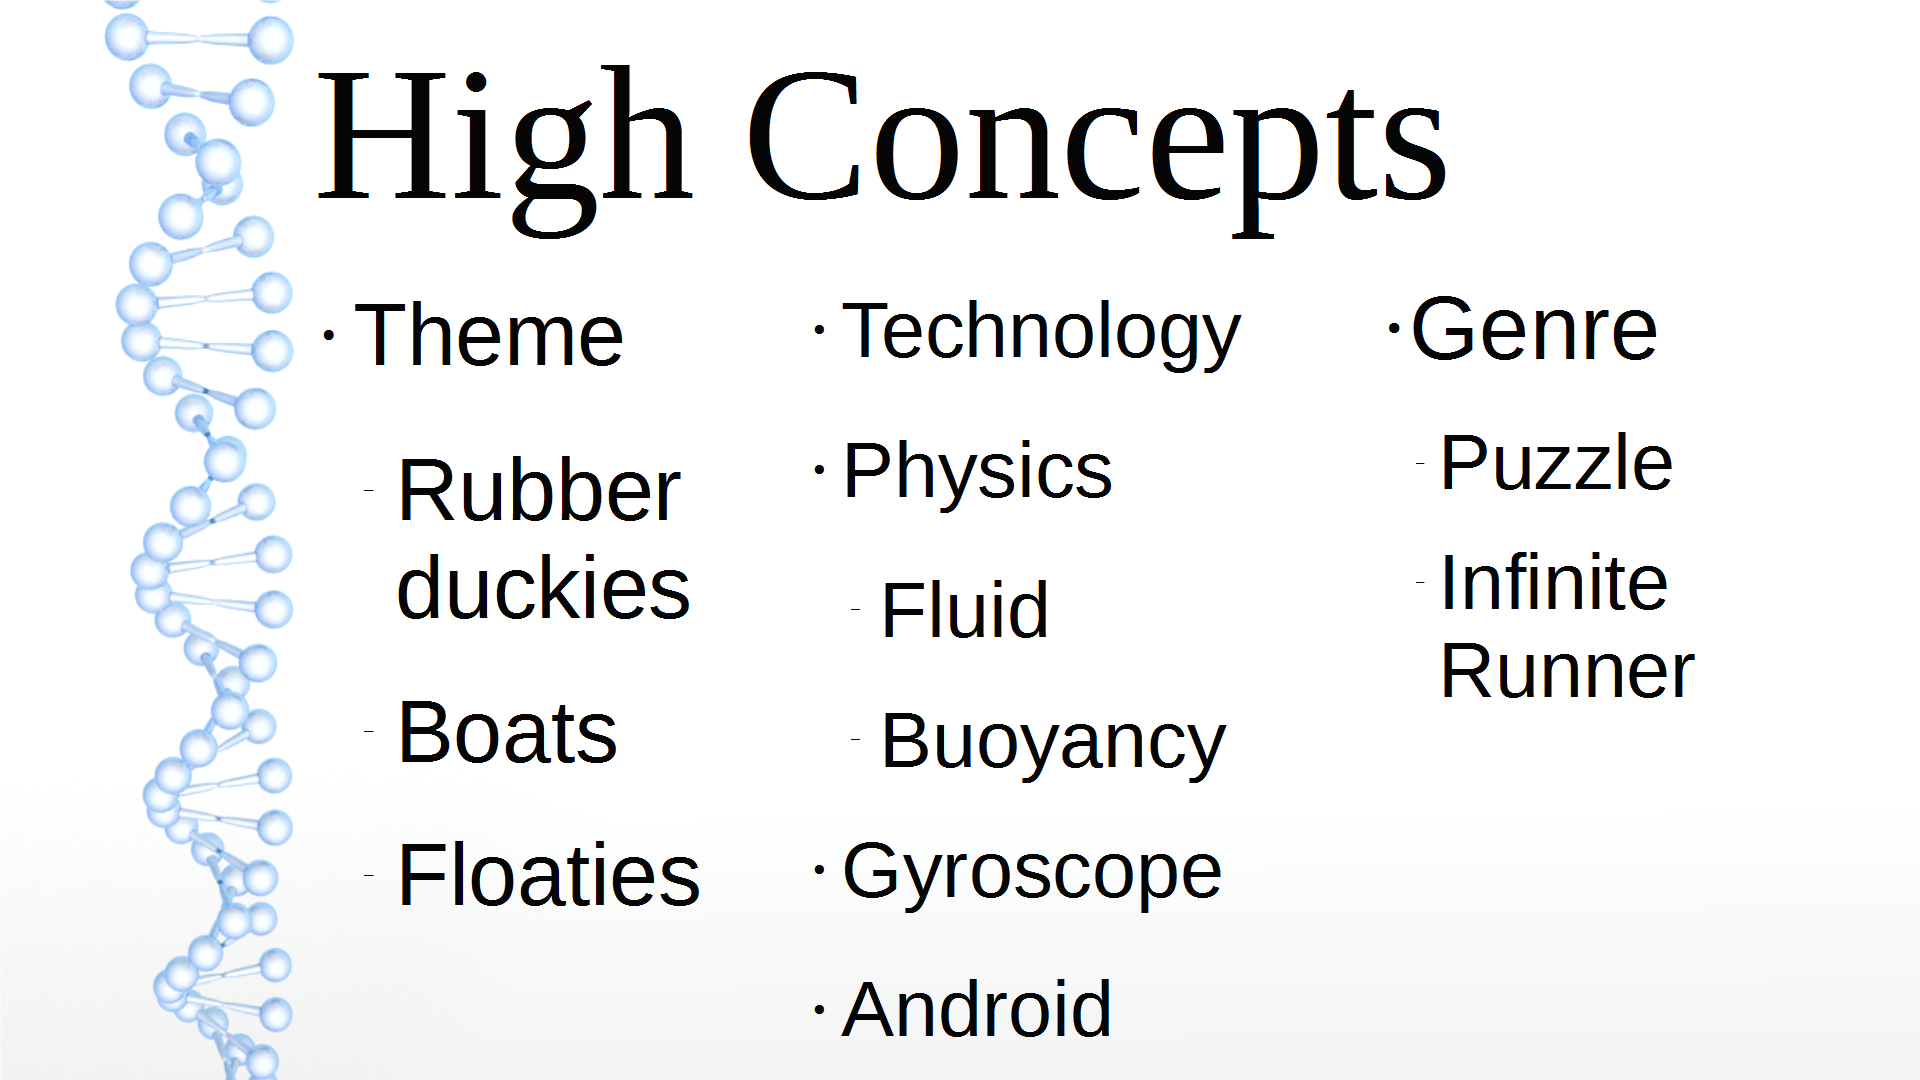 High Concepts
· Theme
- Rubber
duckies
- Boats
- Floaties
· Technology
· Physics
- Fluid
- Buoyancy
· Gyroscope
· Android
· Genre
- Puzzle
- Infinite
Runner